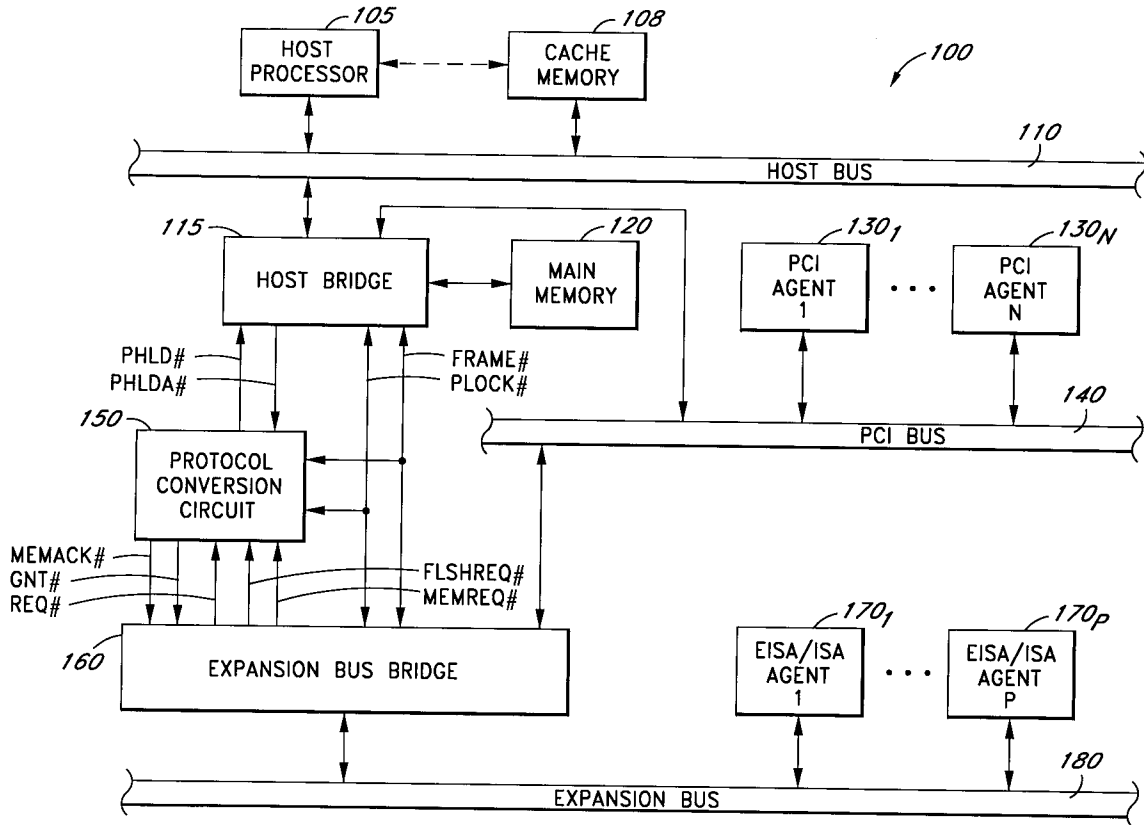 105
108
HOST
PROCESSOR
CACHE
MEMORY
100
110
HOST BUS
115
120
130₁
130N
HOST BRIDGE
MAIN
MEMORY
PCI
AGENT
1
• • •
PCI
AGENT
N
PHLD#
PHLDA#
FRAME#
PLOCK#
150
140
PCI BUS
PROTOCOL
CONVERSION
CIRCUIT
MEMACK#
GNT#
REQ#
FLSHREQ#
MEMREQ#
160
170₁
170P
EXPANSION BUS BRIDGE
EISA/ISA
AGENT
1
• • •
EISA/ISA
AGENT
P
180
EXPANSION BUS